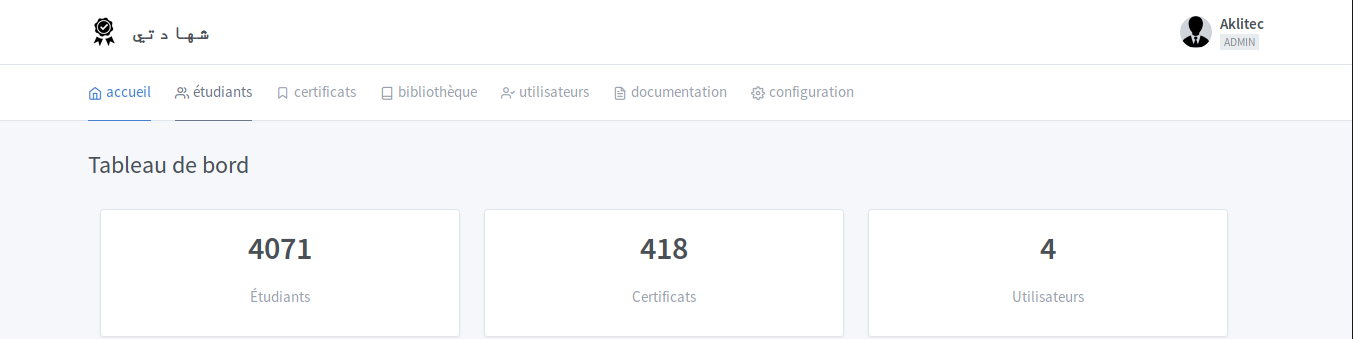 شهادتي
Aklitec
ADMIN
accueil étudiants certificats bibliothèque utilisateurs documentation configuration
Tableau de bord
4071 418 4
Étudiants Certificats Utilisateurs